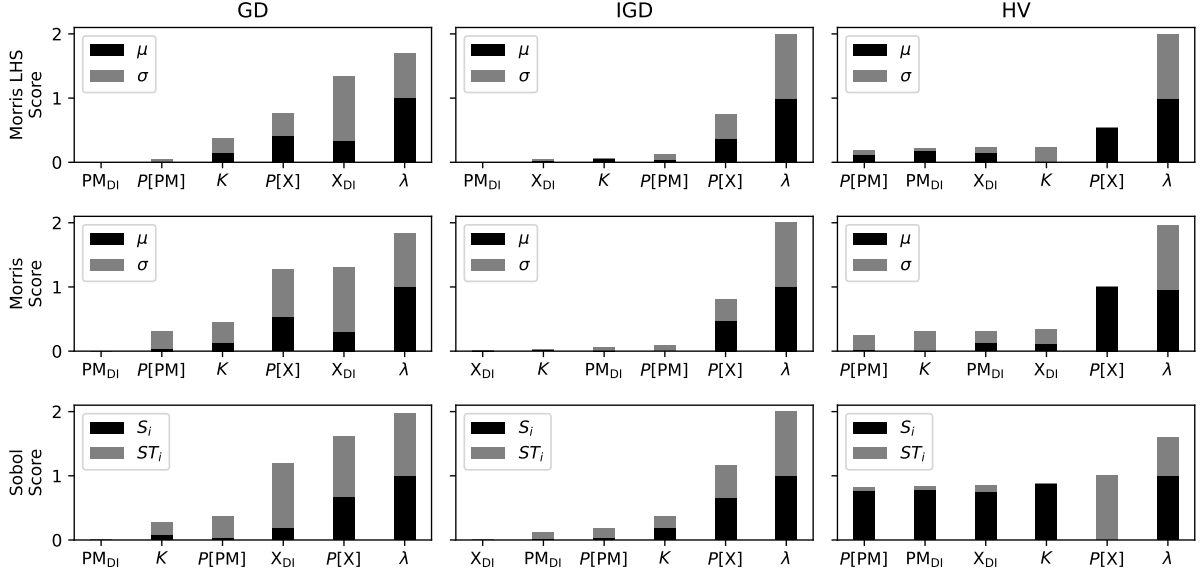 GD IGD HV
Morris LHS
Score
2
1
0
μ
σ
μ
σ
μ
σ
PM_DI P[PM] K P[X] X_DI λ
PM_DI X_DI K P[PM] P[X] λ
P[PM] PM_DI X_DI K P[X] λ
Morris
Score
2
1
0
μ
σ
μ
σ
μ
σ
PM_DI P[PM] K P[X] X_DI λ
X_DI K PM_DI P[PM] P[X] λ
P[PM] K PM_DI X_DI P[X] λ
Sobol
Score
2
1
0
S_i
ST_i
S_i
ST_i
S_i
ST_i
PM_DI K P[PM] X_DI P[X] λ
X_DI PM_DI P[PM] K P[X] λ
P[PM] PM_DI X_DI K P[X] λ